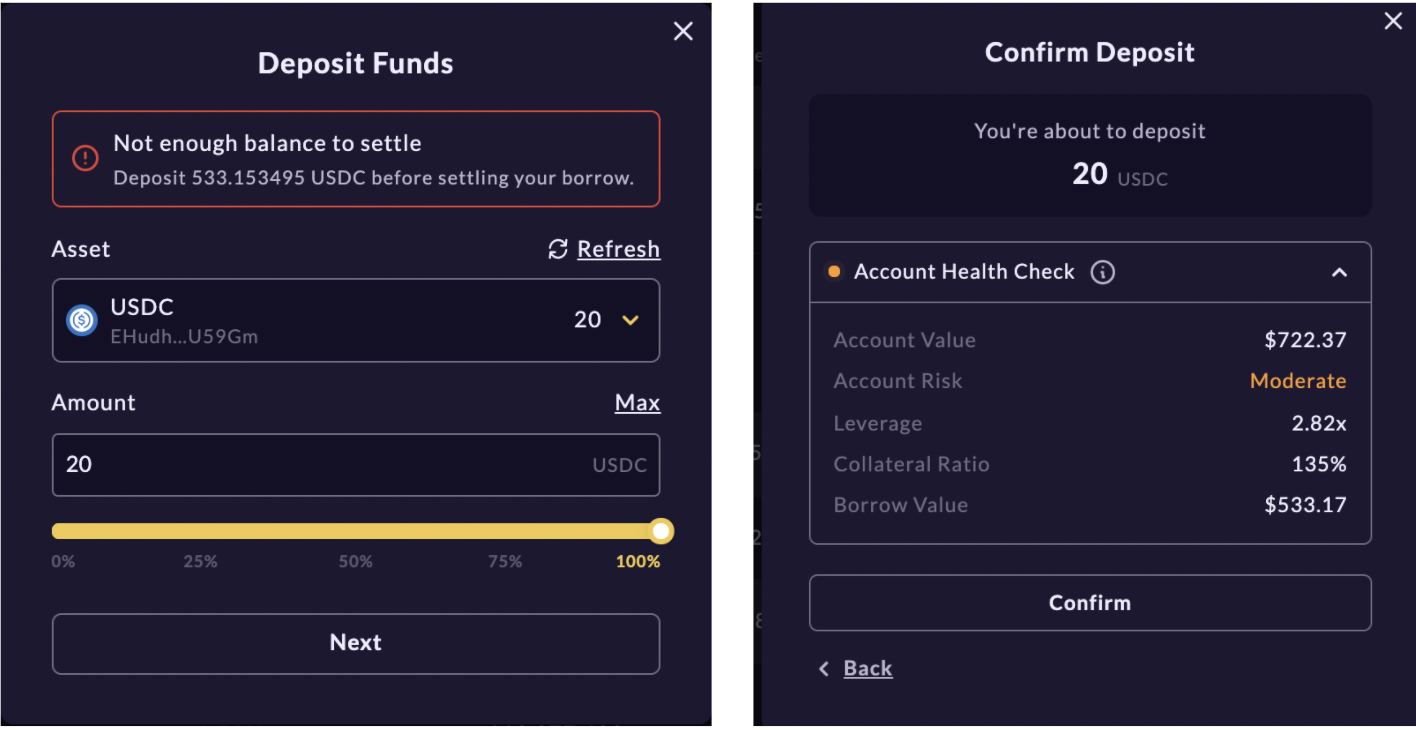 Deposit Funds
Not enough balance to settle
Deposit 533.153495 USDC before settling your borrow.
Asset
Refresh
USDC
EHudh...U59Gm
20
Amount
Max
20
USDC
0%
25%
50%
75%
100%
Next
Confirm Deposit
You're about to deposit
20 USDC
Account Health Check
Account Value $722.37
Account Risk Moderate
Leverage 2.82x
Collateral Ratio 135%
Borrow Value $533.17
Confirm
Back